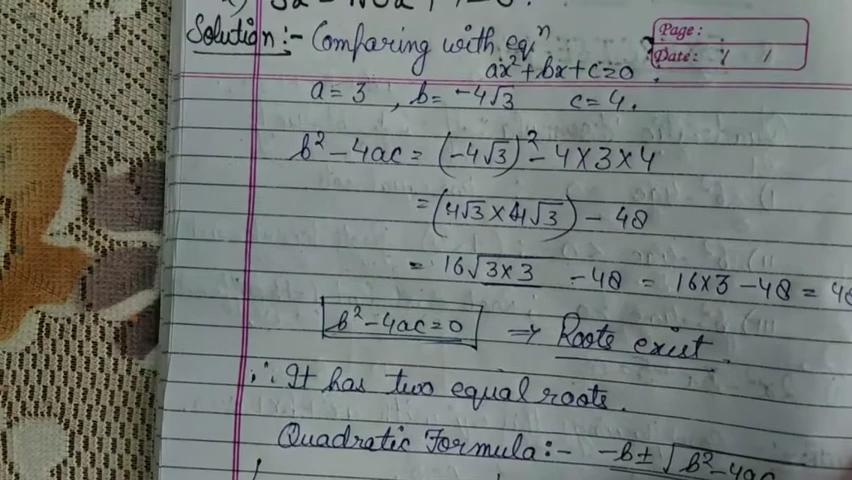 Solution:- Comparing with eqn
Page:
Date: / /
ax²+bx+c=0
a=3 , b=-4√3 c=4.
b²-4ac=(-4√3)²-4×3×4
=(4√3×4√3)-48
=16√3×3 -48 = 16×3-48=48
b²-4ac=0 ⇒ Roots exist.
∴ It has two equal roots.
Quadratic Formula:- -b±√b²-4ac